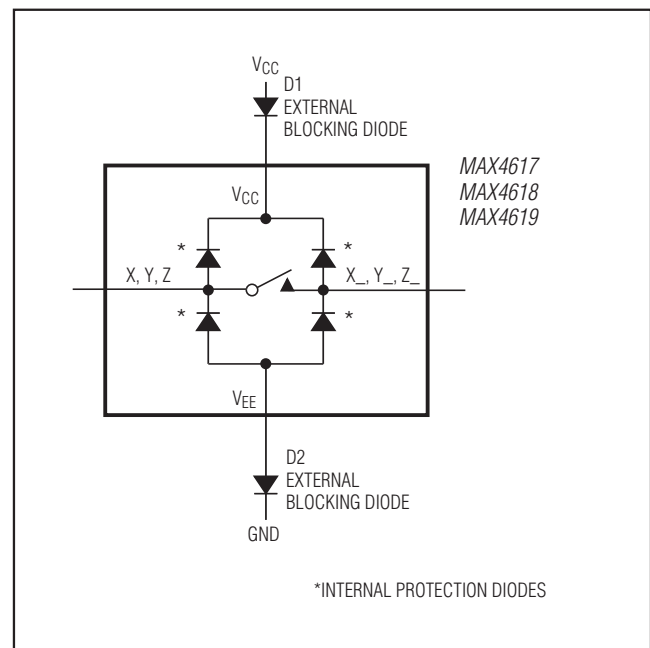 VCC
D1
EXTERNAL
BLOCKING DIODE
MAX4617
MAX4618
MAX4619
VCC
*
*
X, Y, Z
X_, Y_, Z_
*
*
VEE
D2
EXTERNAL
BLOCKING DIODE
GND
*INTERNAL PROTECTION DIODES